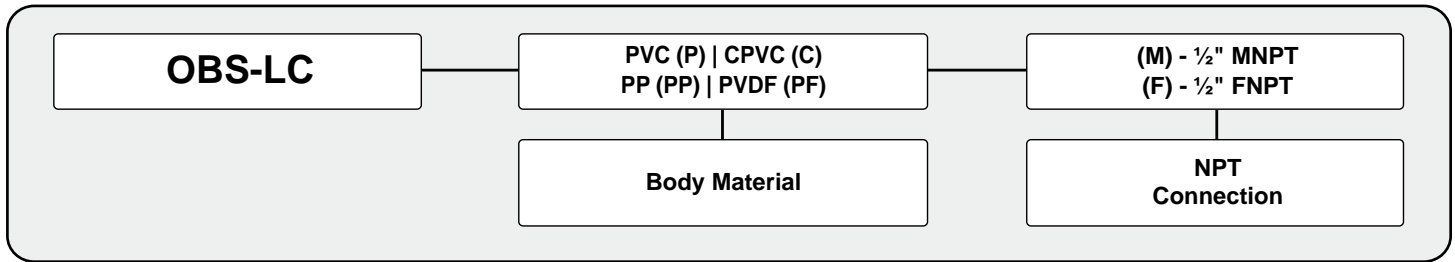 OBS-LC
PVC (P) | CPVC (C)
PP (PP) | PVDF (PF)
(M) - ½" MNPT
(F) - ½" FNPT
Body Material
NPT
Connection